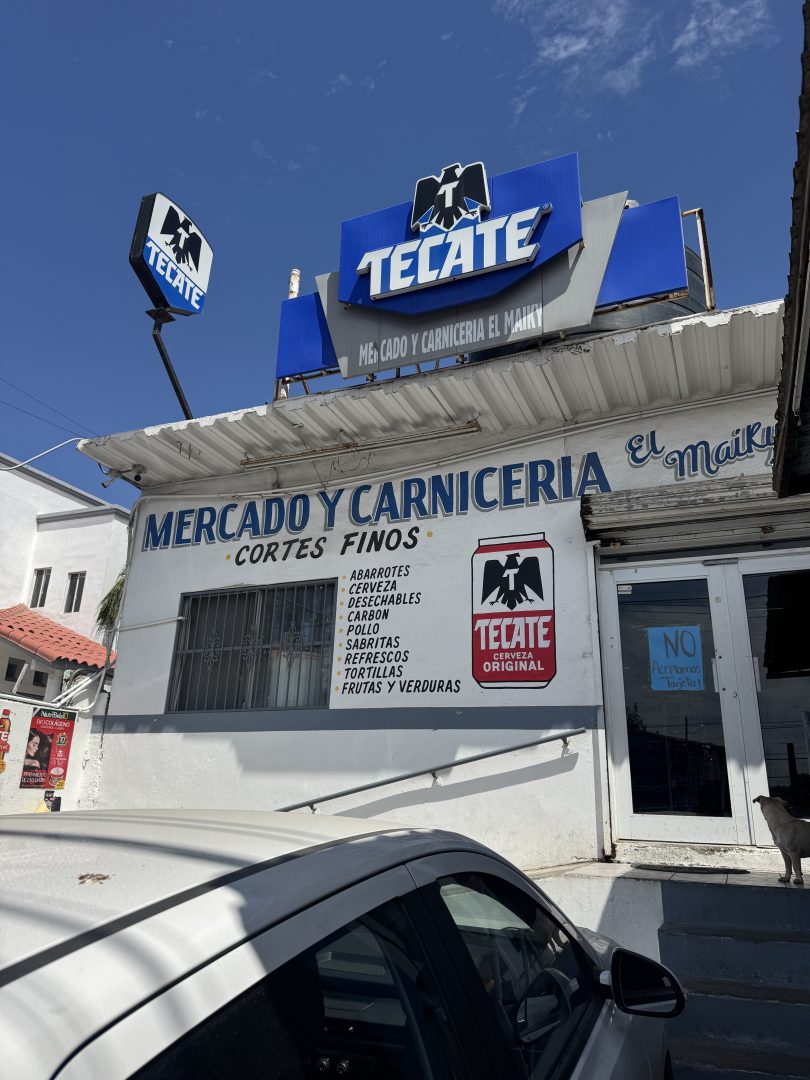 TECATE
TECATE
MERCADO Y CARNICERIA EL MAIKY
MERCADO Y CARNICERIA
El Maiky
CORTES FINOS
ABARROTES
CERVEZA
DESECHABLES
CARBON
POLLO
SABRITAS
REFRESCOS
TORTILLAS
FRUTAS Y VERDURAS
T
TECATE
CERVEZA
ORIGINAL
NO
Aceptamos
Tarjeta!